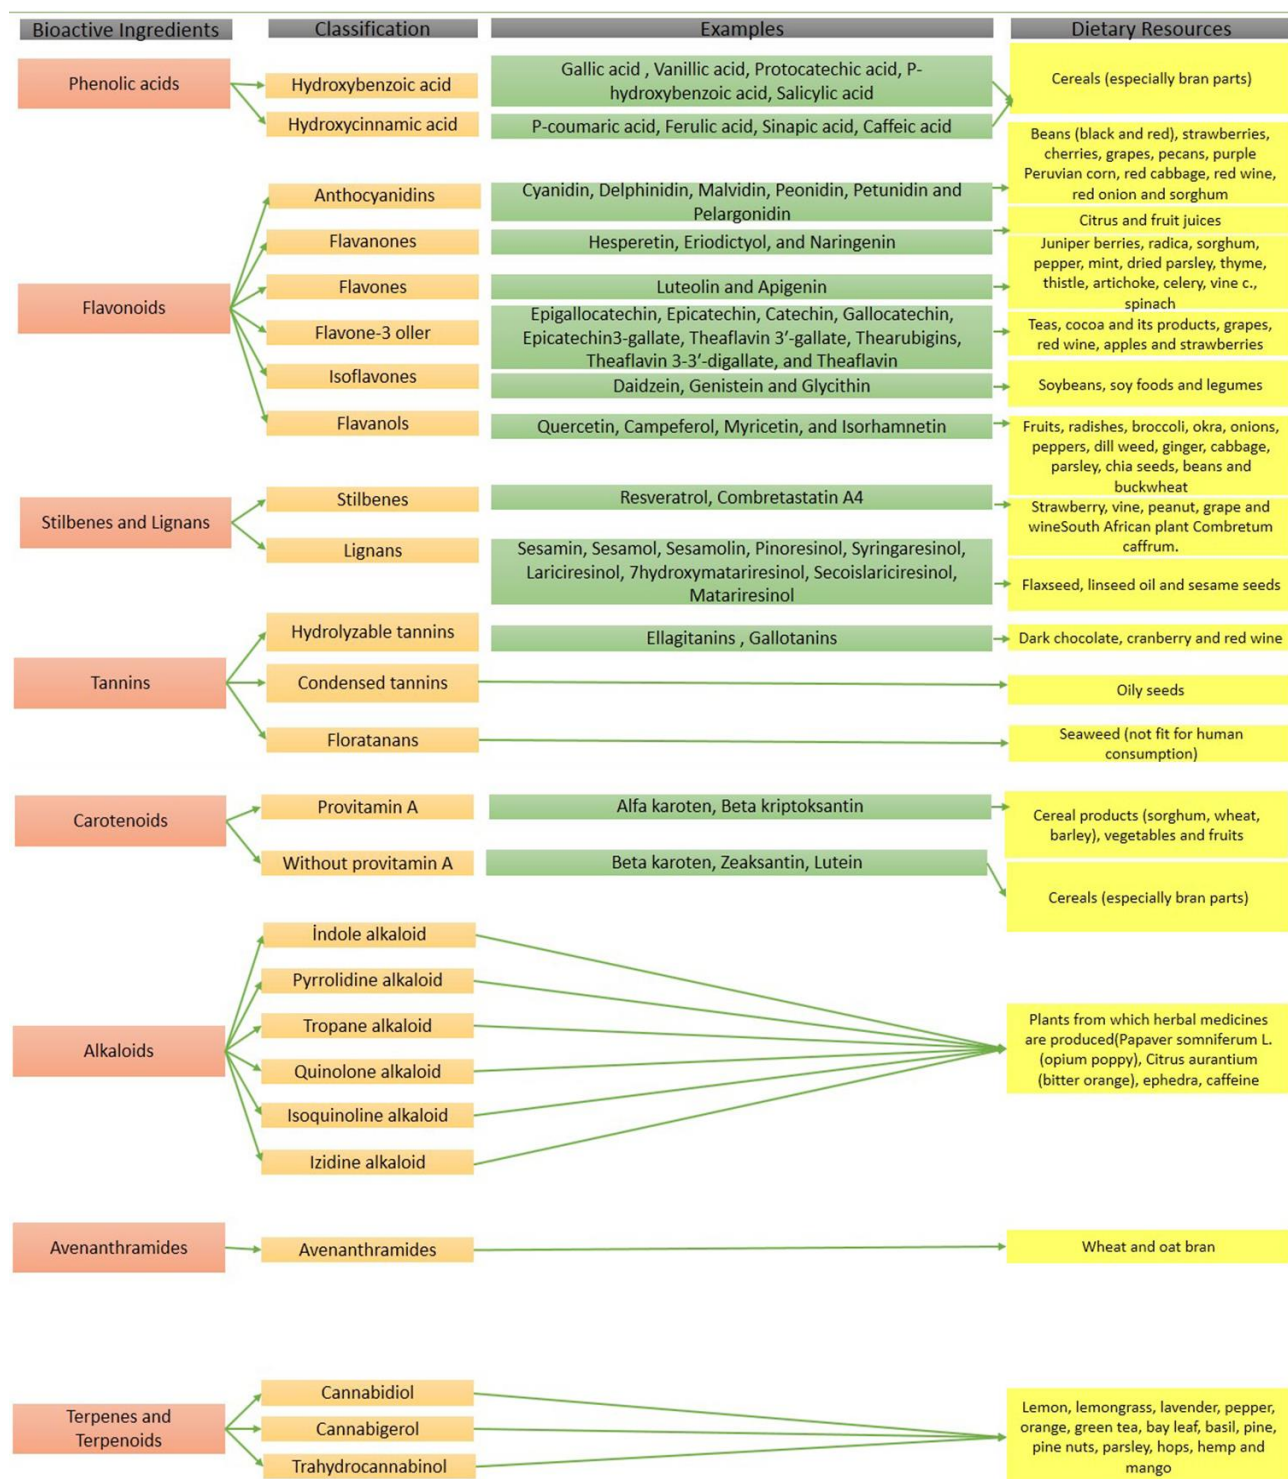 Bioactive Ingredients
Classification
Examples
Dietary Resources
Phenolic acids
Hydroxybenzoic acid
Gallic acid , Vanillic acid, Protocatechic acid, P-
hydroxybenzoic acid, Salicylic acid
Cereals (especially bran parts)
Hydroxycinnamic acid
P-coumaric acid, Ferulic acid, Sinapic acid, Caffeic acid
Flavonoids
Anthocyanidins
Cyanidin, Delphinidin, Malvidin, Peonidin, Petunidin and
Pelargonidin
Beans (black and red), strawberries,
cherries, grapes, pecans, purple
Peruvian corn, red cabbage, red wine,
red onion and sorghum
Flavanones
Hesperetin, Eriodictyol, and Naringenin
Citrus and fruit juices
Flavones
Luteolin and Apigenin
Juniper berries, radica, sorghum,
pepper, mint, dried parsley, thyme,
thistle, artichoke, celery, vine c.,
spinach
Flavone-3 oller
Epigallocatechin, Epicatechin, Catechin, Gallocatechin,
Epicatechin3-gallate, Theaflavin 3′-gallate, Thearubigins,
Theaflavin 3-3′-digallate, and Theaflavin
Teas, cocoa and its products, grapes,
red wine, apples and strawberries
Isoflavones
Daidzein, Genistein and Glycithin
Soybeans, soy foods and legumes
Flavanols
Quercetin, Campeferol, Myricetin, and Isorhamnetin
Fruits, radishes, broccoli, okra, onions,
peppers, dill weed, ginger, cabbage,
parsley, chia seeds, beans and
buckwheat
Stilbenes and Lignans
Stilbenes
Resveratrol, Combretastatin A4
Strawberry, vine, peanut, grape and
wineSouth African plant Combretum
caffrum.
Lignans
Sesamin, Sesamol, Sesamolin, Pinoresinol, Syringaresinol,
Lariciresinol, 7hydroxymatariresinol, Secoislariciresinol,
Matariresinol
Flaxseed, linseed oil and sesame seeds
Tannins
Hydrolyzable tannins
Ellagitanins , Gallotanins
Dark chocolate, cranberry and red wine
Condensed tannins
Oily seeds
Floratanans
Seaweed (not fit for human
consumption)
Carotenoids
Provitamin A
Alfa karoten, Beta kriptoksantin
Cereal products (sorghum, wheat,
barley), vegetables and fruits
Without provitamin A
Beta karoten, Zeaksantin, Lutein
Cereals (especially bran parts)
Alkaloids
İndole alkaloid
Pyrrolidine alkaloid
Tropane alkaloid
Quinolone alkaloid
Isoquinoline alkaloid
Izidine alkaloid
Plants from which herbal medicines
are produced(Papaver somniferum L.
(opium poppy), Citrus aurantium
(bitter orange), ephedra, caffeine
Avenanthramides
Avenanthramides
Wheat and oat bran
Terpenes and
Terpenoids
Cannabidiol
Cannabigerol
Trahydrocannabinol
Lemon, lemongrass, lavender, pepper,
orange, green tea, bay leaf, basil, pine,
pine nuts, parsley, hops, hemp and
mango